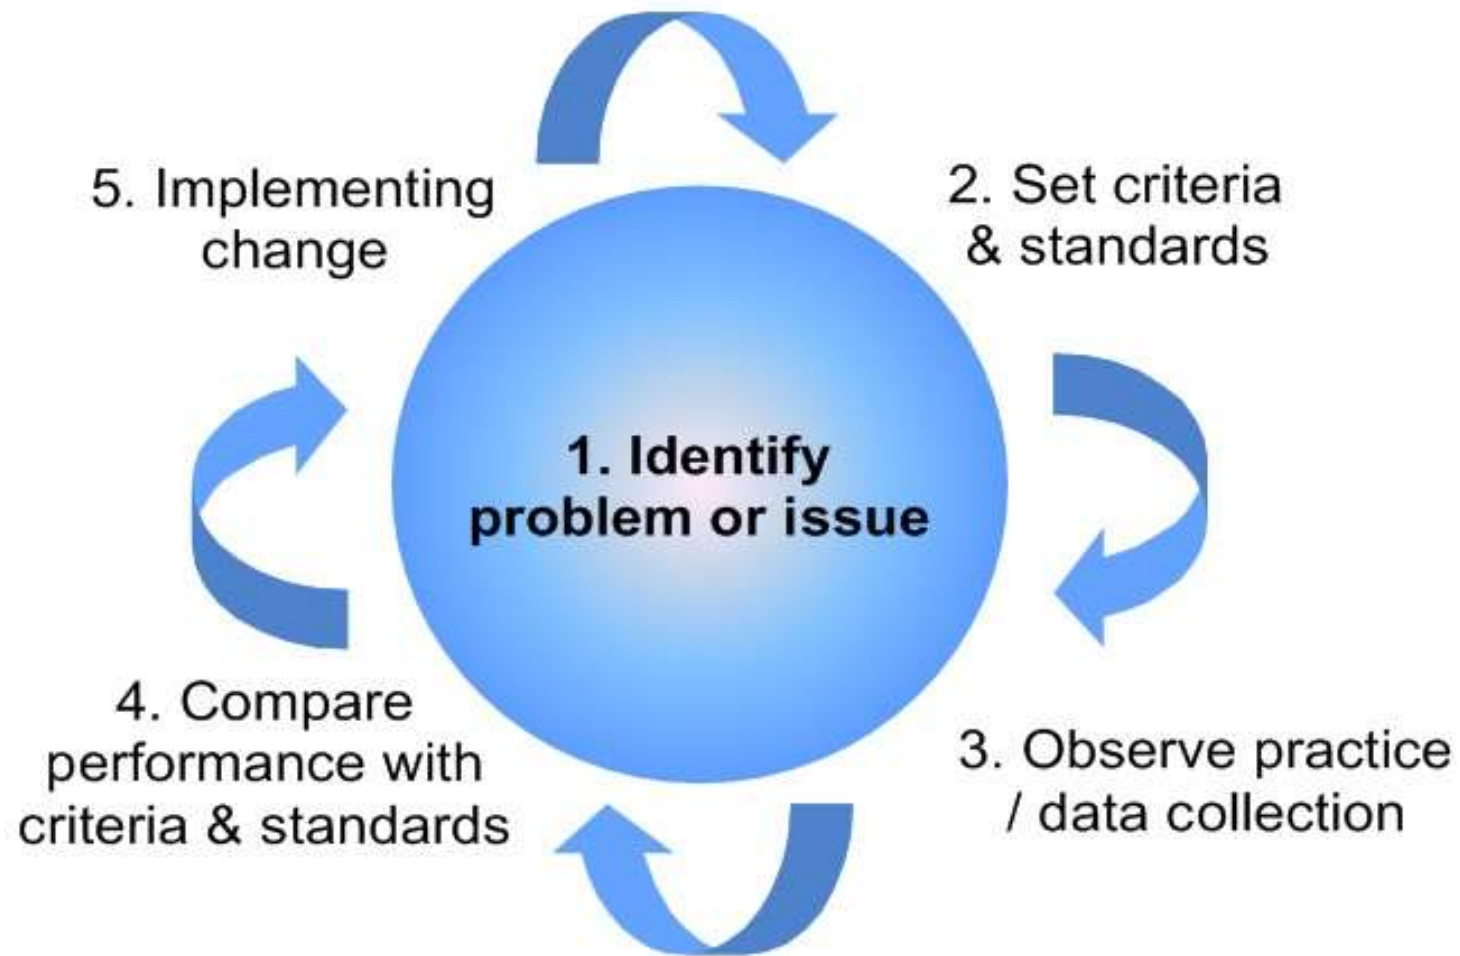 1. Identify
problem or issue
2. Set criteria
& standards
3. Observe practice
/ data collection
4. Compare
performance with
criteria & standards
5. Implementing
change